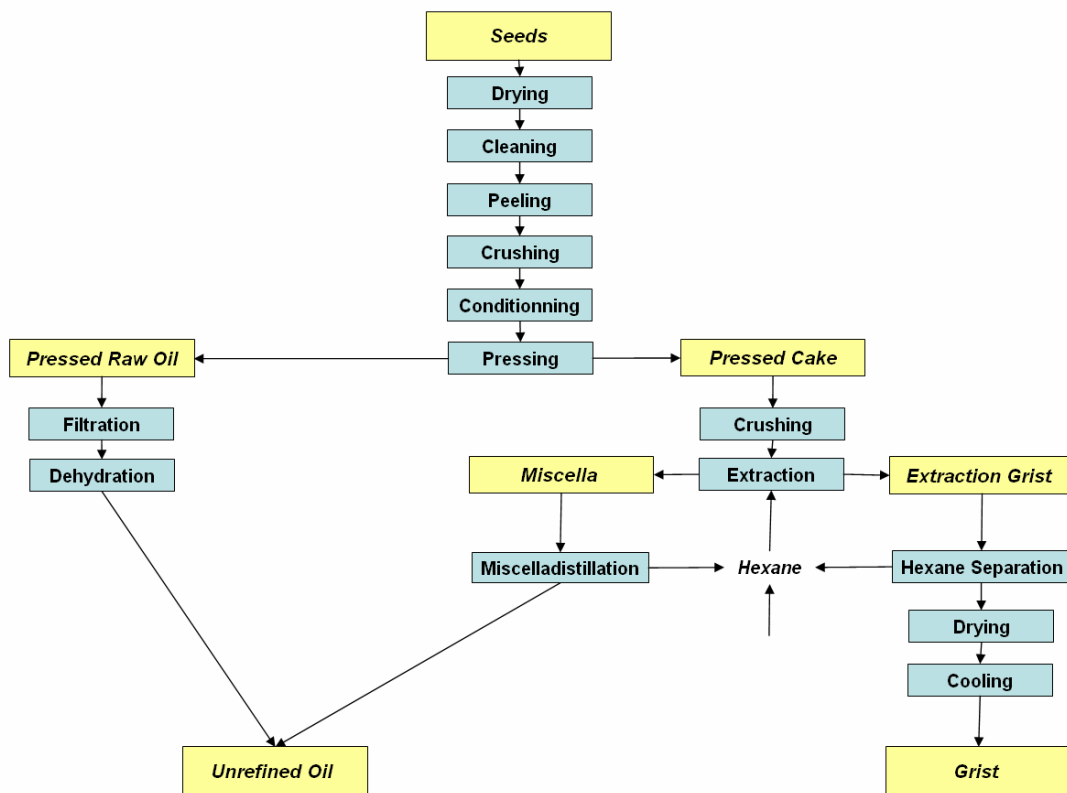 Seeds
Drying
Cleaning
Peeling
Crushing
Conditionning
Pressed Raw Oil
Pressing
Pressed Cake
Filtration
Crushing
Dehydration
Miscella
Extraction
Extraction Grist
Miscelladistillation
Hexane
Hexane Separation
Drying
Cooling
Unrefined Oil
Grist